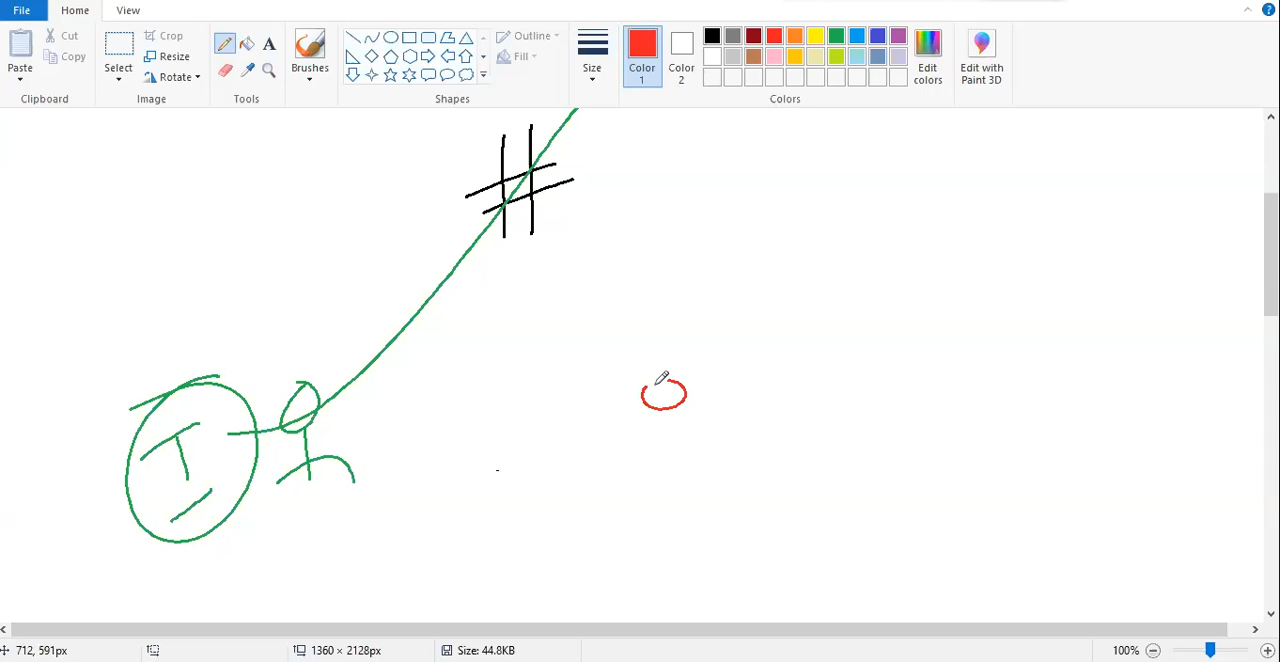 File Home View
Paste Cut Copy Clipboard
Select Crop Resize Rotate Image
A Tools
Brushes
Outline Fill Shapes
Size
Color 1 Color 2 Edit colors Colors
Edit with Paint 3D
#
I
712, 591px 1360 × 2128px Size: 44.8KB 100%